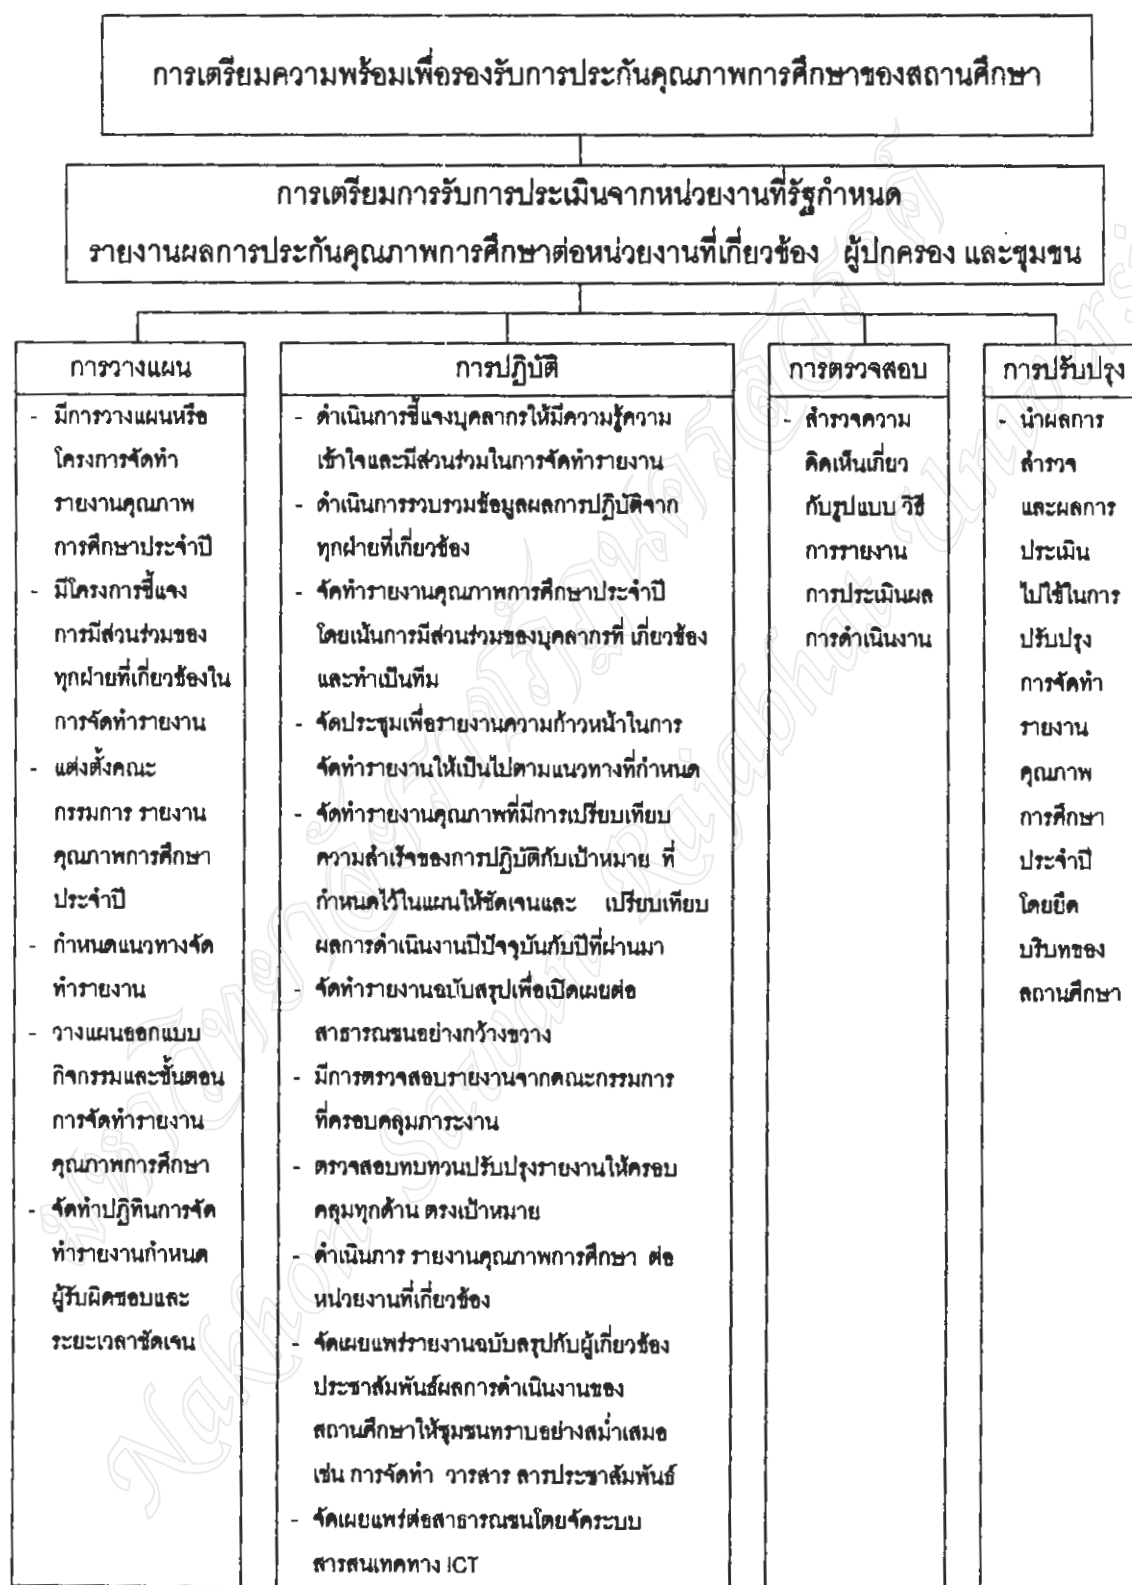 การเตรียมความพร้อมเพื่อรองรับการประกันคุณภาพการศึกษาของสถานศึกษา
การเตรียมการรับการประเมินจากหน่วยงานที่รัฐกำหนด
รายงานผลการประกันคุณภาพการศึกษาต่อหน่วยงานที่เกี่ยวข้อง ผู้ปกครอง และชุมชน
การวางแผน
- มีการวางแผนหรือ
โครงการจัดทำ
รายงานคุณภาพ
การศึกษาประจำปี
- มีโครงการชี้แจง
การมีส่วนร่วมของ
ทุกฝ่ายที่เกี่ยวข้องใน
การจัดทำรายงาน
- แต่งตั้งคณะ
กรรมการ รายงาน
คุณภาพการศึกษา
ประจำปี
- กำหนดแนวทางจัด
ทำรายงาน
- วางแผนออกแบบ
กิจกรรมและขั้นตอน
การจัดทำรายงาน
คุณภาพการศึกษา
- จัดทำปฏิทินการจัด
ทำรายงานกำหนด
ผู้รับผิดชอบและ
ระยะเวลาชัดเจน
การปฏิบัติ
- ดำเนินการชี้แจงบุคลากรให้มีความรู้ความ
เข้าใจและมีส่วนร่วมในการจัดทำรายงาน
- ดำเนินการรวบรวมข้อมูลผลการปฏิบัติจาก
ทุกฝ่ายที่เกี่ยวข้อง
- จัดทำรายงานคุณภาพการศึกษาประจำปี
โดยเน้นการมีส่วนร่วมของบุคลากรที่ เกี่ยวข้อง
และทำเป็นทีม
- จัดประชุมเพื่อรายงานความก้าวหน้าในการ
จัดทำรายงานให้เป็นไปตามแนวทางที่กำหนด
- จัดทำรายงานคุณภาพที่มีการเปรียบเทียบ
ความสำเร็จของการปฏิบัติกับเป้าหมาย ที่
กำหนดไว้ในแผนให้ชัดเจนและ เปรียบเทียบ
ผลการดำเนินงานปีปัจจุบันกับปีที่ผ่านมา
- จัดทำรายงานฉบับสรุปเพื่อเปิดเผยต่อ
สาธารณชนอย่างกว้างขวาง
- มีการตรวจสอบรายงานจากคณะกรรมการ
ที่ครอบคลุมภาระงาน
- ตรวจสอบทบทวนปรับปรุงรายงานให้ครอบ
คลุมทุกด้าน ตรงเป้าหมาย
- ดำเนินการ รายงานคุณภาพการศึกษา ต่อ
หน่วยงานที่เกี่ยวข้อง
- จัดเผยแพร่รายงานฉบับสรุปกับผู้เกี่ยวข้อง
ประชาสัมพันธ์ผลการดำเนินงานของ
สถานศึกษาให้ชุมชนทราบอย่างสม่ำเสมอ
เช่น การจัดทำ วารสาร สารประชาสัมพันธ์
- จัดเผยแพร่ต่อสาธารณชนโดยจัดระบบ
สารสนเทศทาง ICT
การตรวจสอบ
- สำรวจความ
คิดเห็นเกี่ยว
กับรูปแบบ วิธี
การรายงาน
การประเมินผล
การดำเนินงาน
การปรับปรุง
- นำผลการ
สำรวจ
และผลการ
ประเมิน
ไปใช้ในการ
ปรับปรุง
การจัดทำ
รายงาน
คุณภาพ
การศึกษา
ประจำปี
โดยยึด
บริบทของ
สถานศึกษา
มหาวิทยาลัยราชภัฏนครสวรรค์
Nakhon Sawan Rajabhat Universi